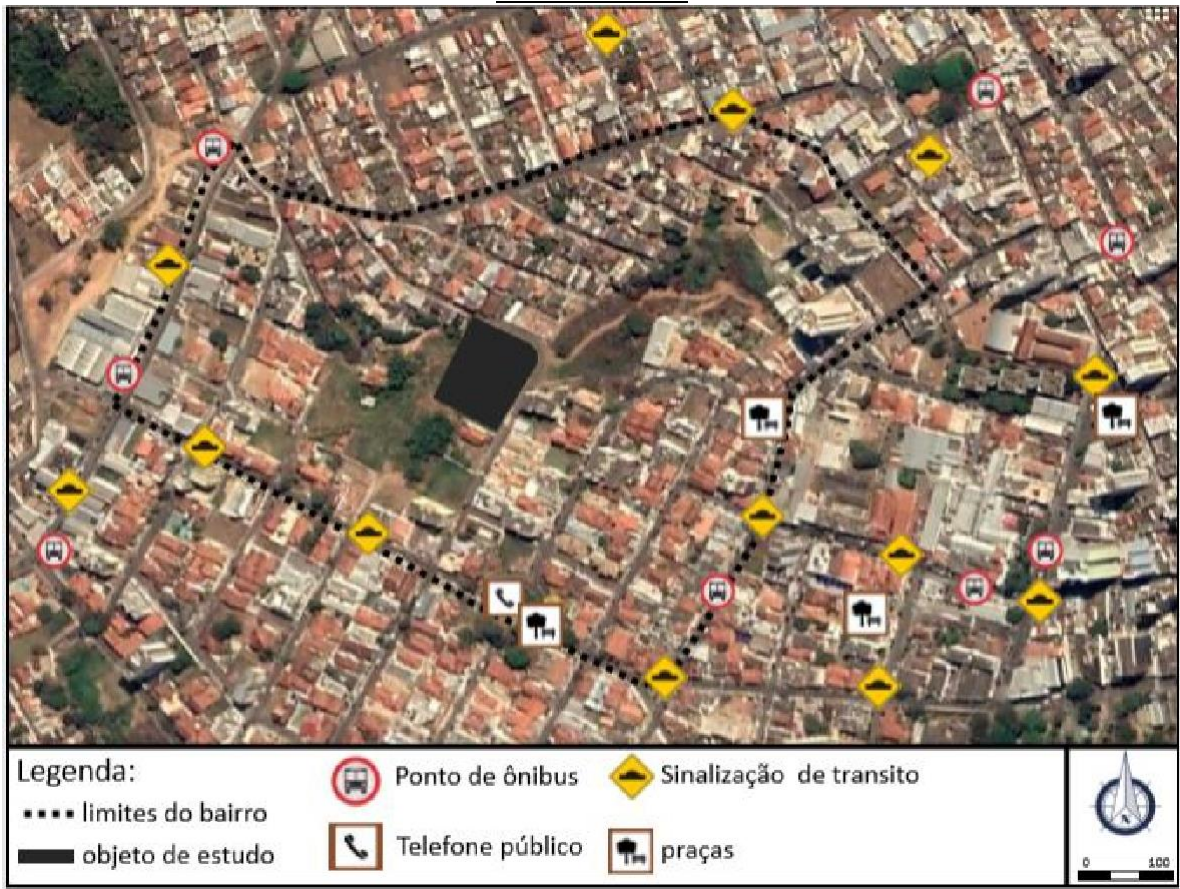 Legenda:
limites do bairro
objeto de estudo
Ponto de ônibus
Telefone público
Sinalização de transito
praças
0 100